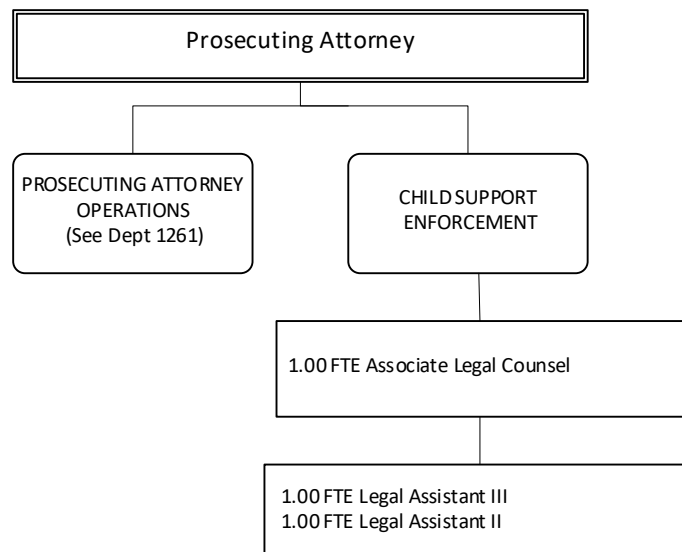 Prosecuting Attorney
PROSECUTING ATTORNEY
OPERATIONS
(See Dept 1261)
CHILD SUPPORT
ENFORCEMENT
1.00 FTE Associate Legal Counsel
1.00 FTE Legal Assistant III
1.00 FTE Legal Assistant II